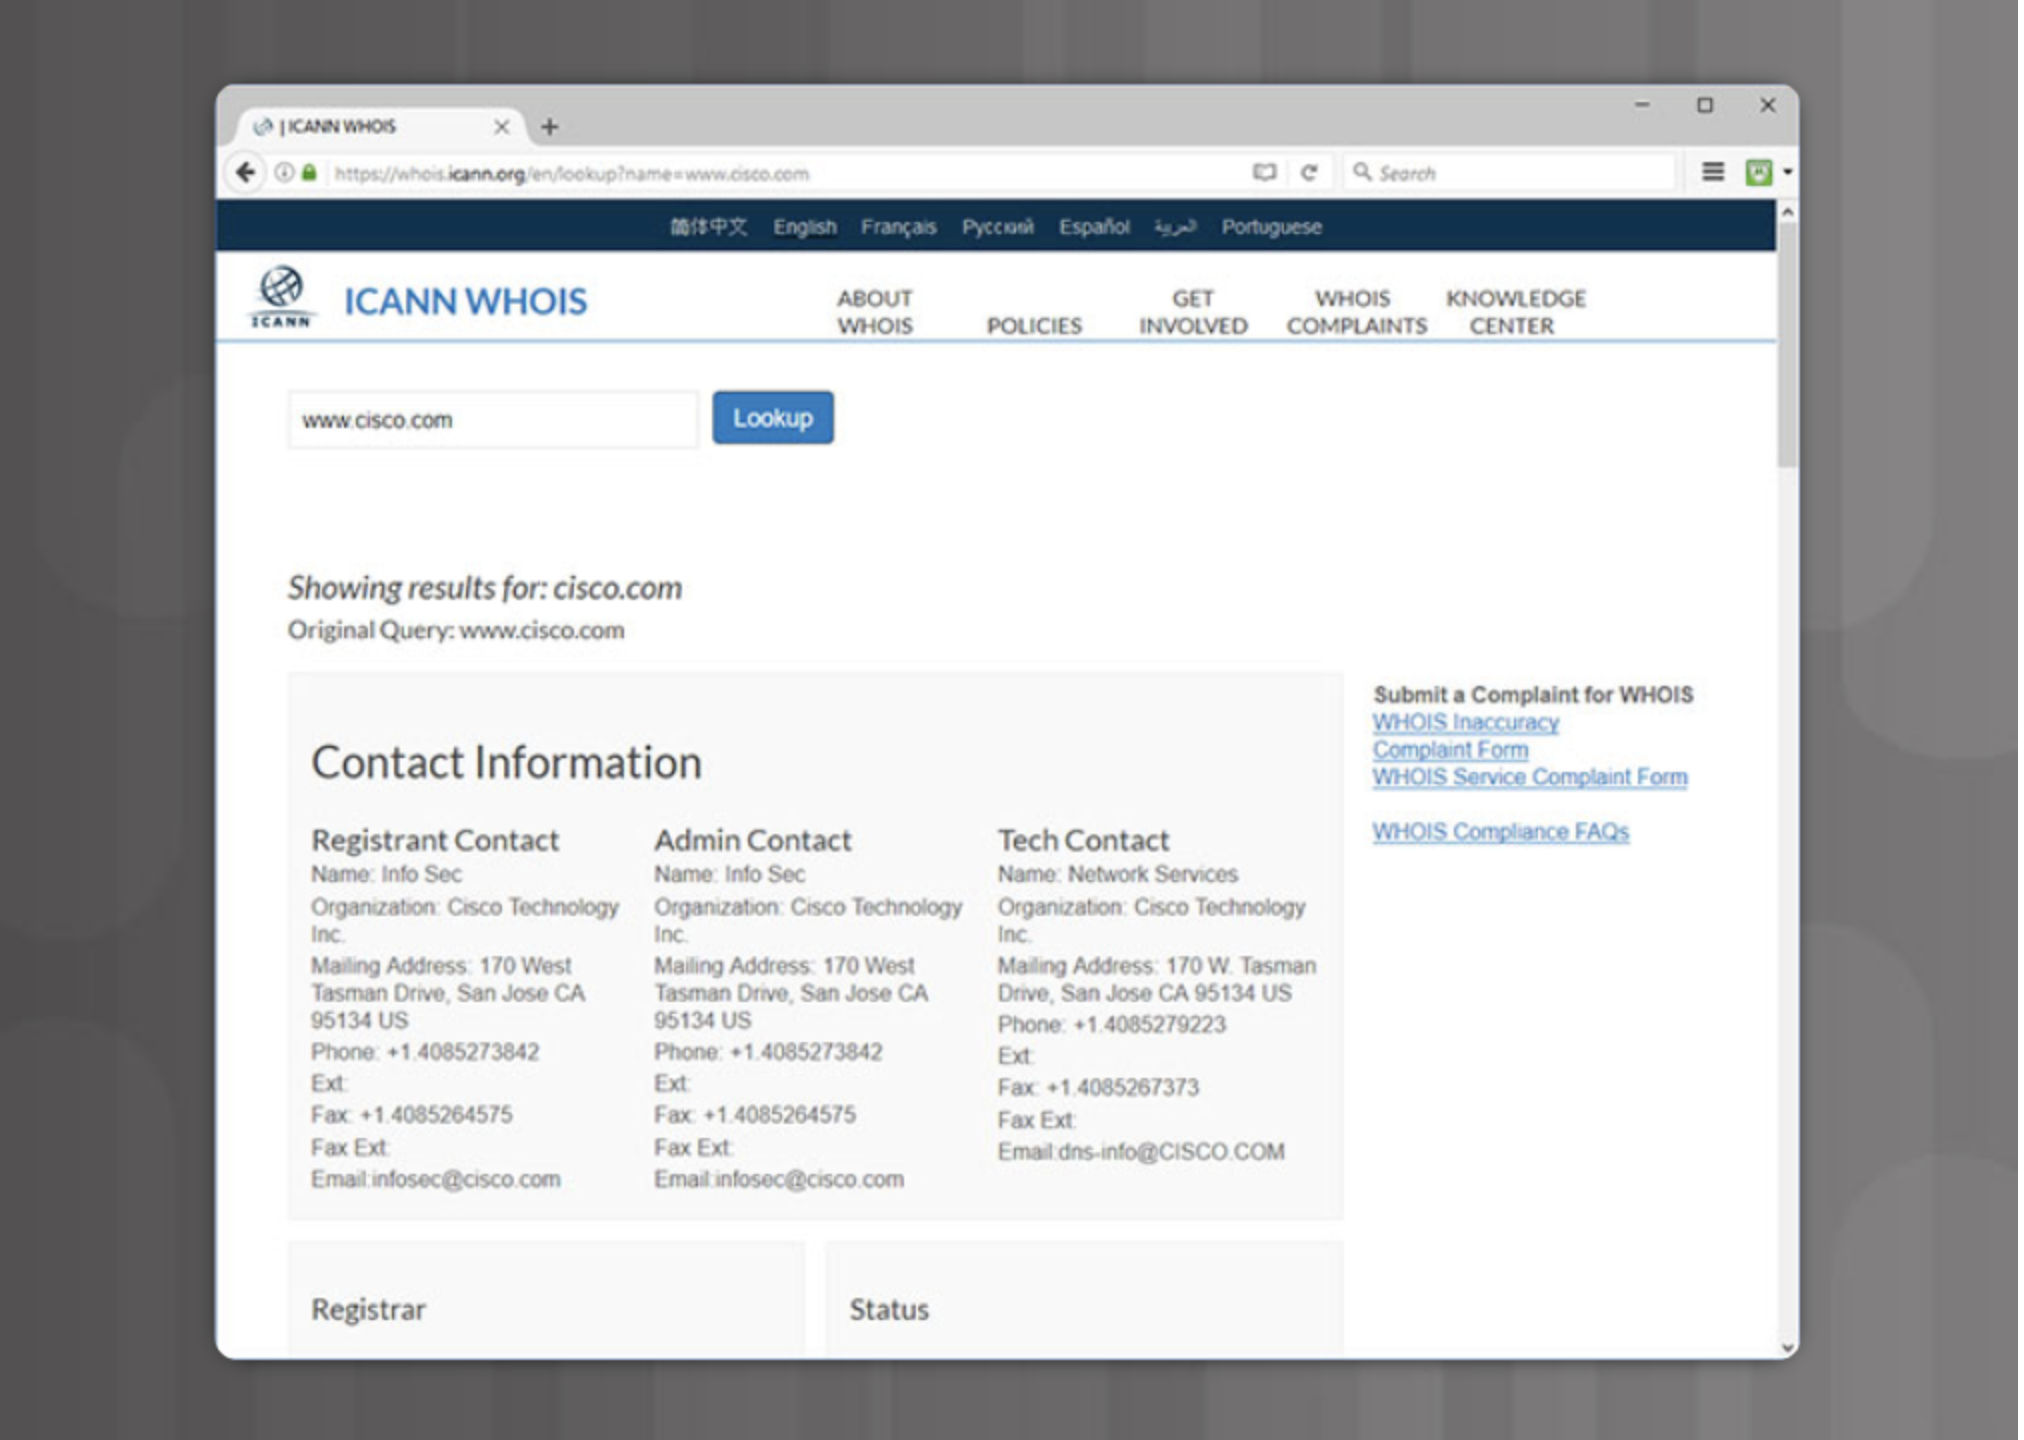 | ICANN WHOIS
https://whois.icann.org/en/lookup?name=www.cisco.com
Search
简体中文 English Français Русский Español العربية Portuguese
ICANN
ICANN WHOIS
ABOUT WHOIS
POLICIES
GET INVOLVED
WHOIS COMPLAINTS
KNOWLEDGE CENTER
www.cisco.com
Lookup
Showing results for: cisco.com
Original Query: www.cisco.com
Contact Information
Registrant Contact
Name: Info Sec
Organization: Cisco Technology
Inc.
Mailing Address: 170 West
Tasman Drive, San Jose CA
95134 US
Phone: +1.4085273842
Ext:
Fax: +1.4085264575
Fax Ext:
Email:infosec@cisco.com
Admin Contact
Name: Info Sec
Organization: Cisco Technology
Inc.
Mailing Address: 170 West
Tasman Drive, San Jose CA
95134 US
Phone: +1.4085273842
Ext:
Fax: +1.4085264575
Fax Ext:
Email:infosec@cisco.com
Tech Contact
Name: Network Services
Organization: Cisco Technology
Inc.
Mailing Address: 170 W. Tasman
Drive, San Jose CA 95134 US
Phone: +1.4085279223
Ext:
Fax: +1.4085267373
Fax Ext:
Email:dns-info@CISCO.COM
Submit a Complaint for WHOIS
WHOIS Inaccuracy
Complaint Form
WHOIS Service Complaint Form
WHOIS Compliance FAQs
Registrar
Status